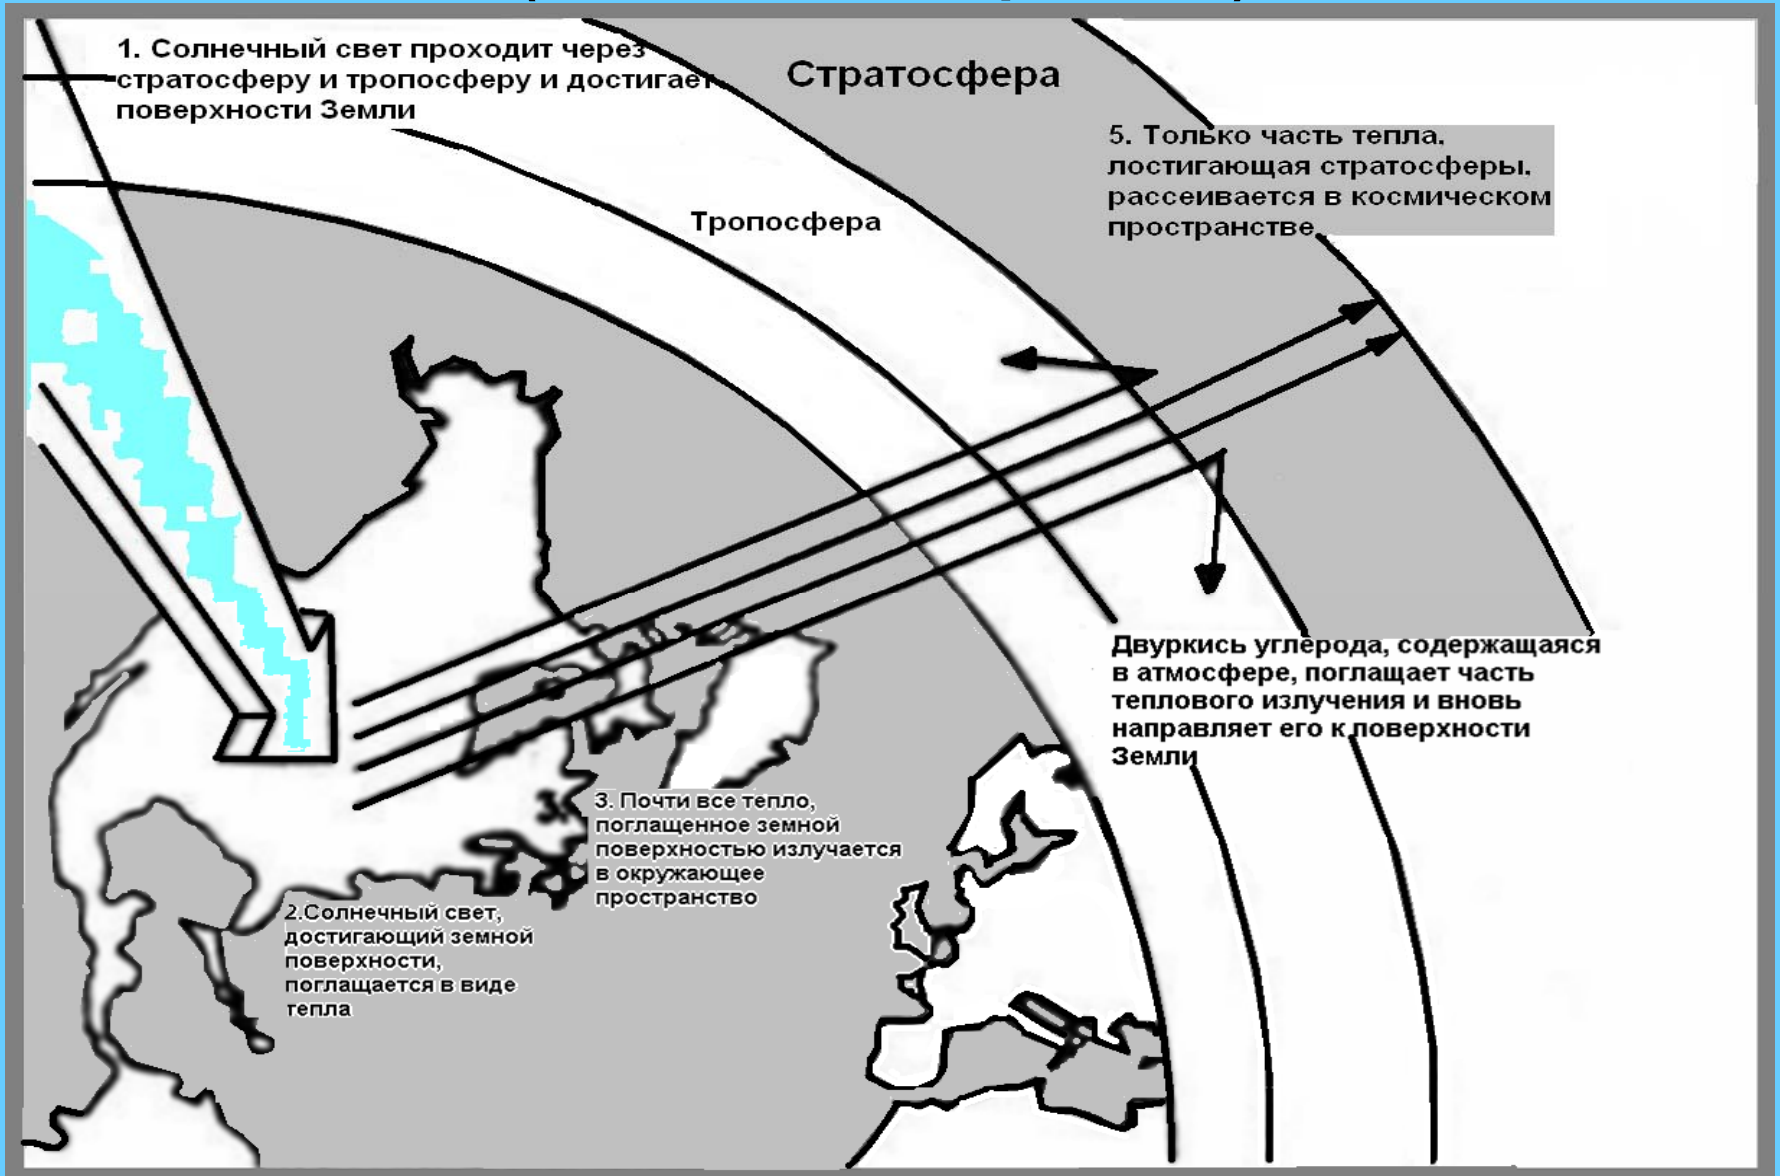 1. Солнечный свет проходит через
стратосферу и тропосферу и достигает
поверхности Земли
Стратосфера
5. Только часть тепла,
лостигающая стратосферы,
рассеивается в космическом
пространстве
Тропосфера
Двуркись углерода, содержащаяся
в атмосфере, поглащает часть
теплового излучения и вновь
направляет его к поверхности
Земли
3. Почти все тепло,
поглащенное земной
поверхностью излучается
в окружающее
пространство
2.Солнечный свет,
достигающий земной
поверхности,
поглащается в виде
тепла